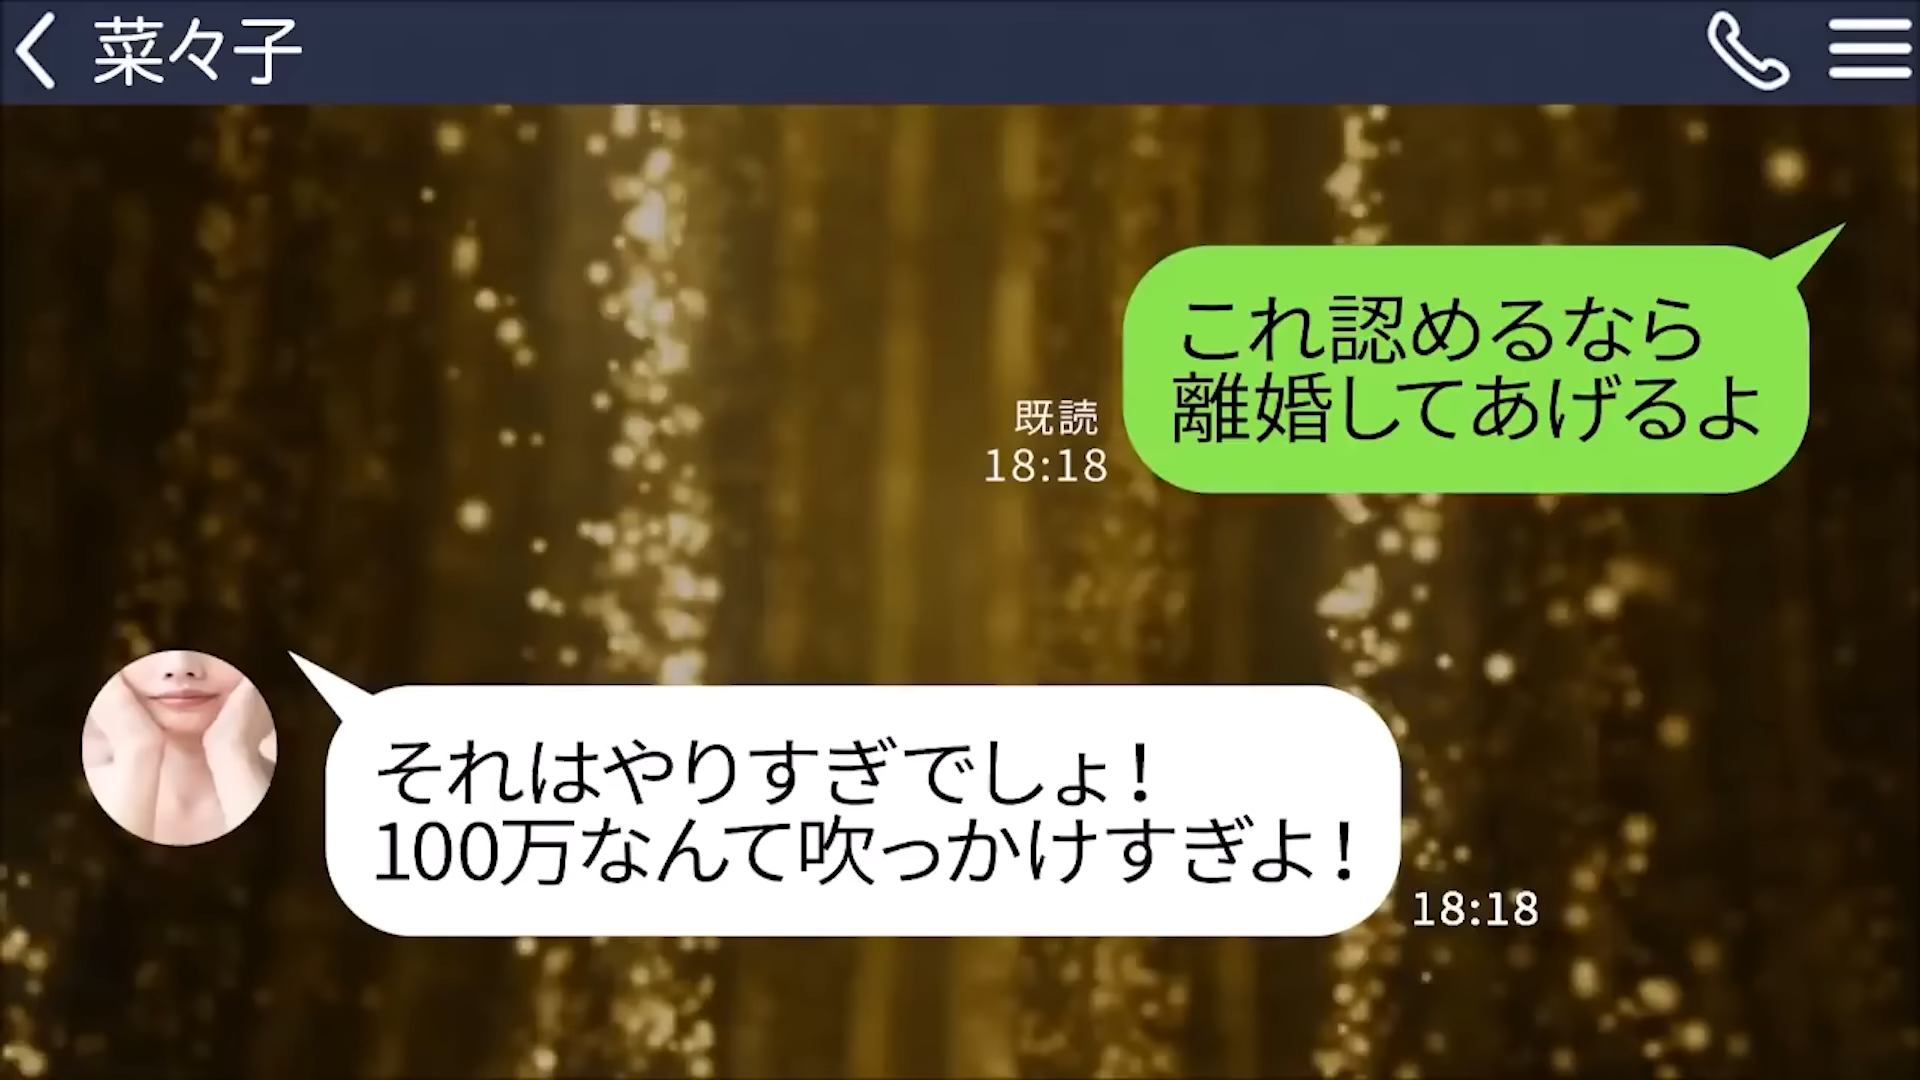 菜々子
これ認めるなら
離婚してあげるよ
既読
18:18
それはやりすぎでしょ！
100万なんて吹っかけすぎよ！
18:18